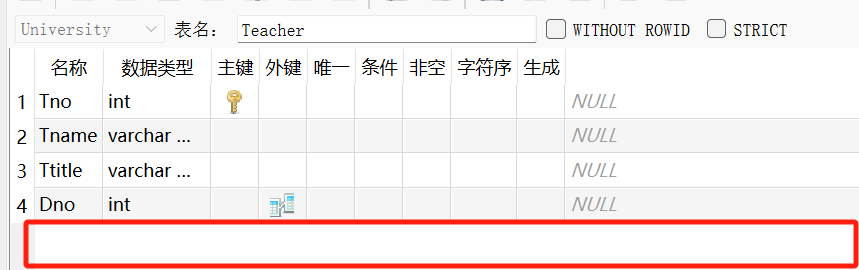 University 表名： Teacher WITHOUT ROWID STRICT
名称 数据类型 主键 外键 唯一 条件 非空 字符序 生成
1 Tno int NULL
2 Tname varchar ... NULL
3 Ttitle varchar ... NULL
4 Dno int NULL